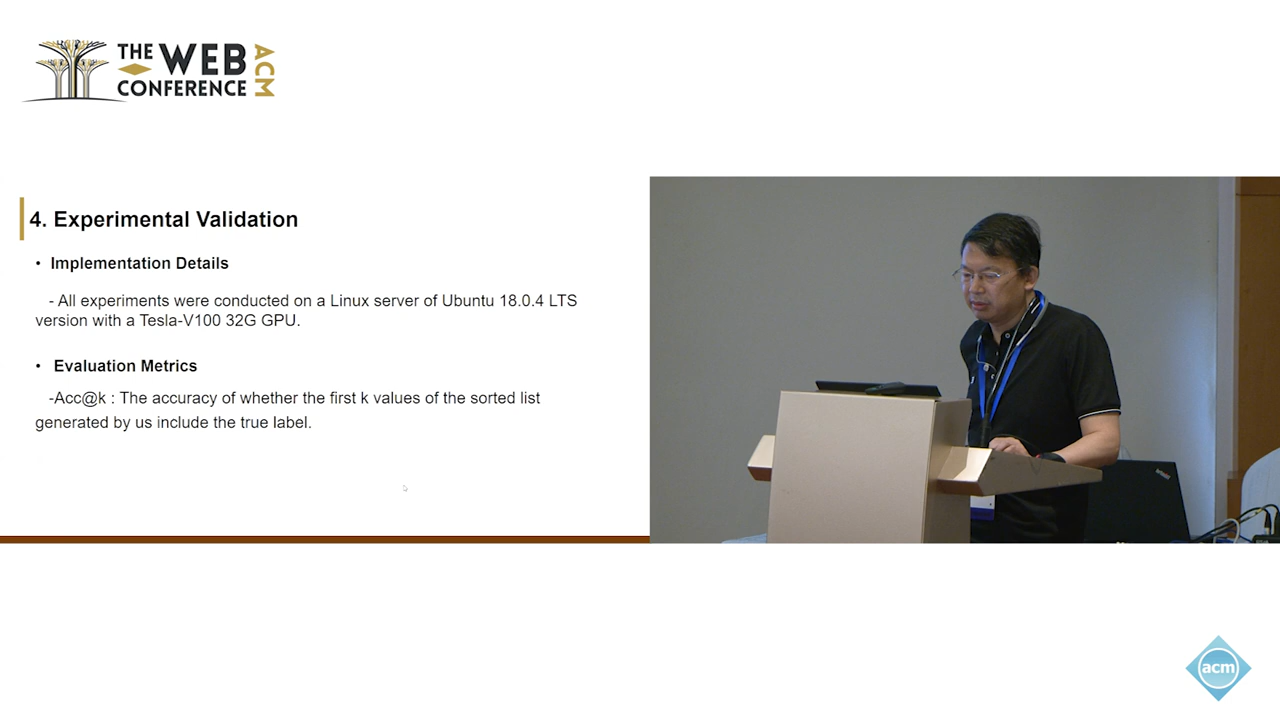 THE WEB
CONFERENCE
ACM
4. Experimental Validation
• Implementation Details
- All experiments were conducted on a Linux server of Ubuntu 18.0.4 LTS
version with a Tesla-V100 32G GPU.
• Evaluation Metrics
-Acc@k : The accuracy of whether the first k values of the sorted list
generated by us include the true label.
acm